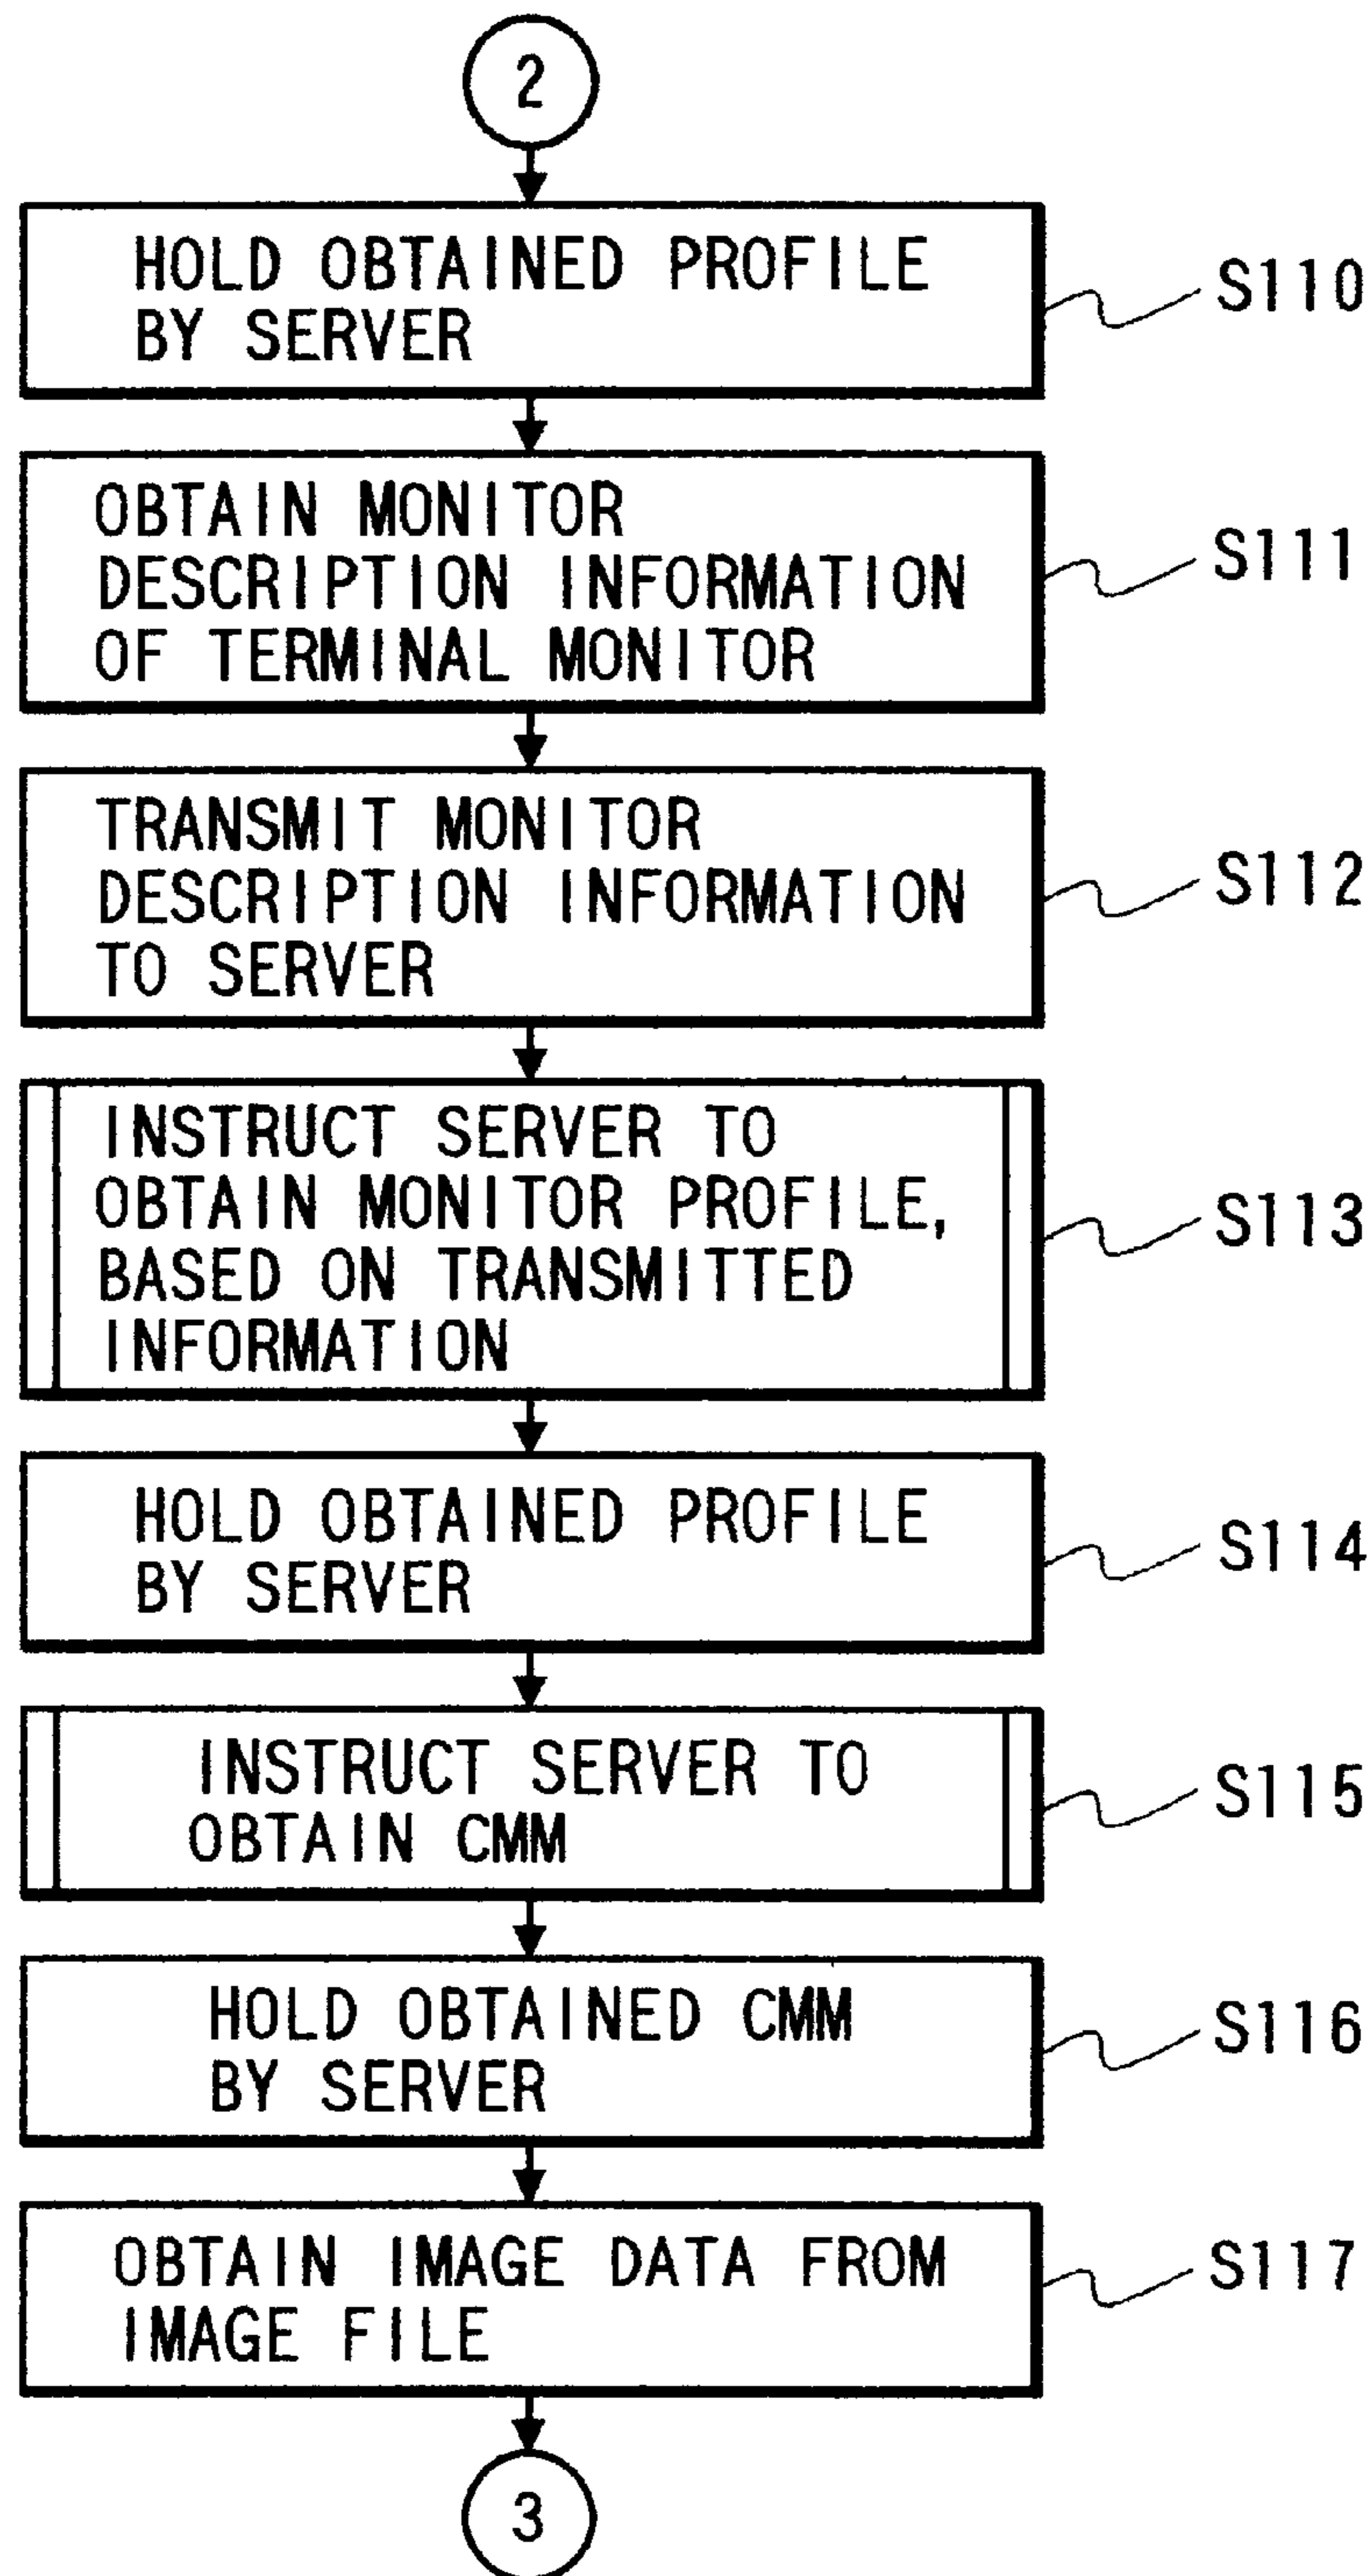 2
HOLD OBTAINED PROFILE
BY SERVER
S110
OBTAIN MONITOR
DESCRIPTION INFORMATION
OF TERMINAL MONITOR
S111
TRANSMIT MONITOR
DESCRIPTION INFORMATION
TO SERVER
S112
INSTRUCT SERVER TO
OBTAIN MONITOR PROFILE,
BASED ON TRANSMITTED
INFORMATION
S113
HOLD OBTAINED PROFILE
BY SERVER
S114
INSTRUCT SERVER TO
OBTAIN CMM
S115
HOLD OBTAINED CMM
BY SERVER
S116
OBTAIN IMAGE DATA FROM
IMAGE FILE
S117
3